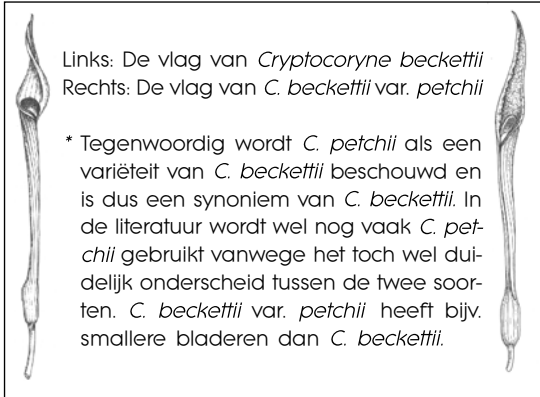 Links: De vlag van Cryptocoryne beckettii
Rechts: De vlag van C. beckettii var. petchii
* Tegenwoordig wordt C. petchii als een
variëteit van C. beckettii beschouwd en
is dus een synoniem van C. beckettii. In
de literatuur wordt wel nog vaak C. pet-
chii gebruikt vanwege het toch wel dui-
delijk onderscheid tussen de twee soor-
ten. C. beckettii var. petchii heeft bijv.
smallere bladeren dan C. beckettii.